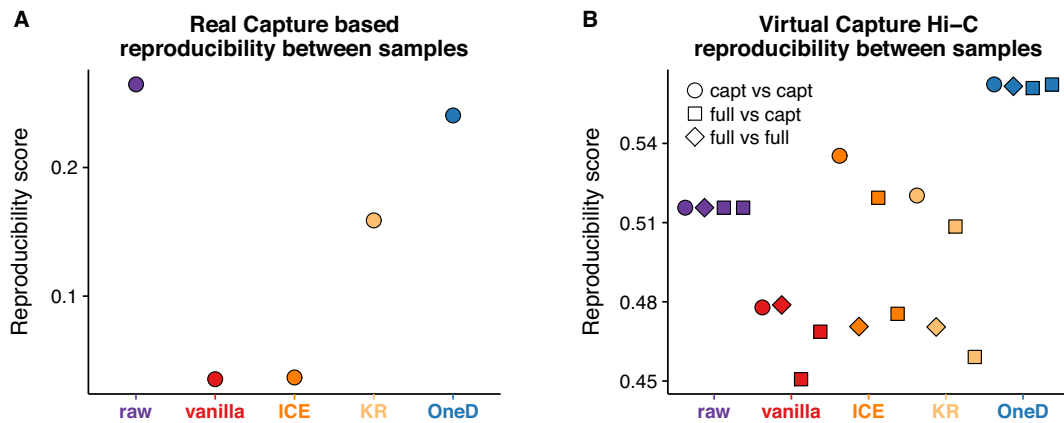 A
Real Capture based
reproducibility between samples
Reproducibility score
0.2
0.1
raw
vanilla
ICE
KR
OneD
B
Virtual Capture Hi−C
reproducibility between samples
Reproducibility score
capt vs capt
full vs capt
full vs full
0.54
0.51
0.48
0.45
raw
vanilla
ICE
KR
OneD